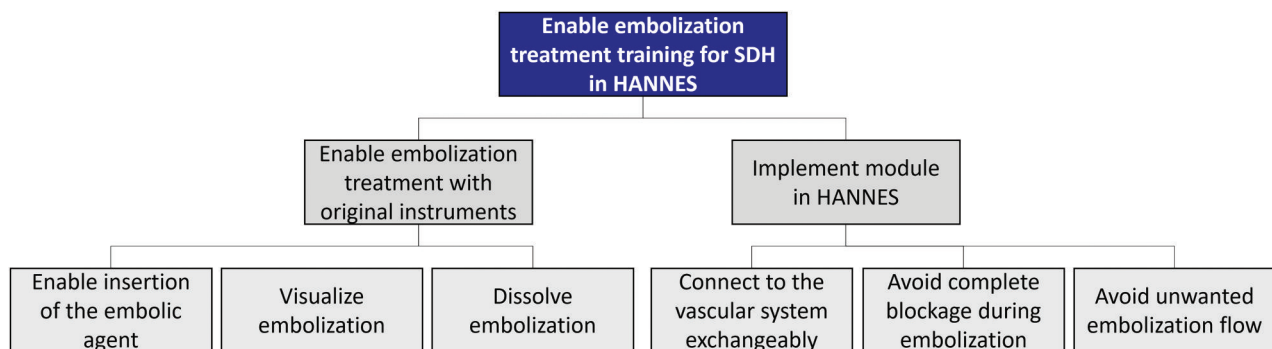 Enable embolization
treatment training for SDH
in HANNES
Enable embolization
treatment with
original instruments
Implement module
in HANNES
Enable insertion
of the embolic
agent
Visualize
embolization
Dissolve
embolization
Connect to the
vascular system
exchangeably
Avoid complete
blockage during
embolization
Avoid unwanted
embolization flow